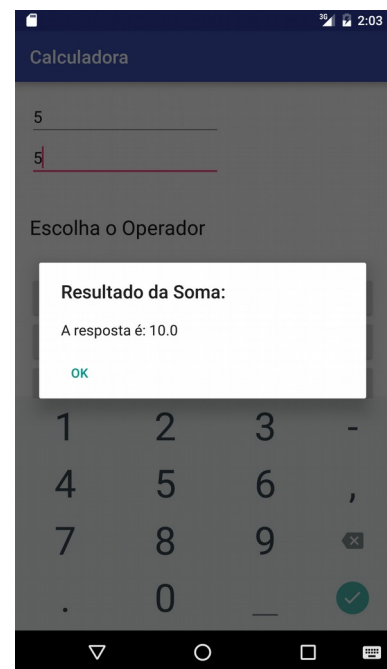 3G 2:03
Calculadora
5
5
Escolha o Operador
Resultado da Soma:
A resposta é: 10.0
OK
1 2 3 -
4 5 6 ,
7 8 9
. 0 _